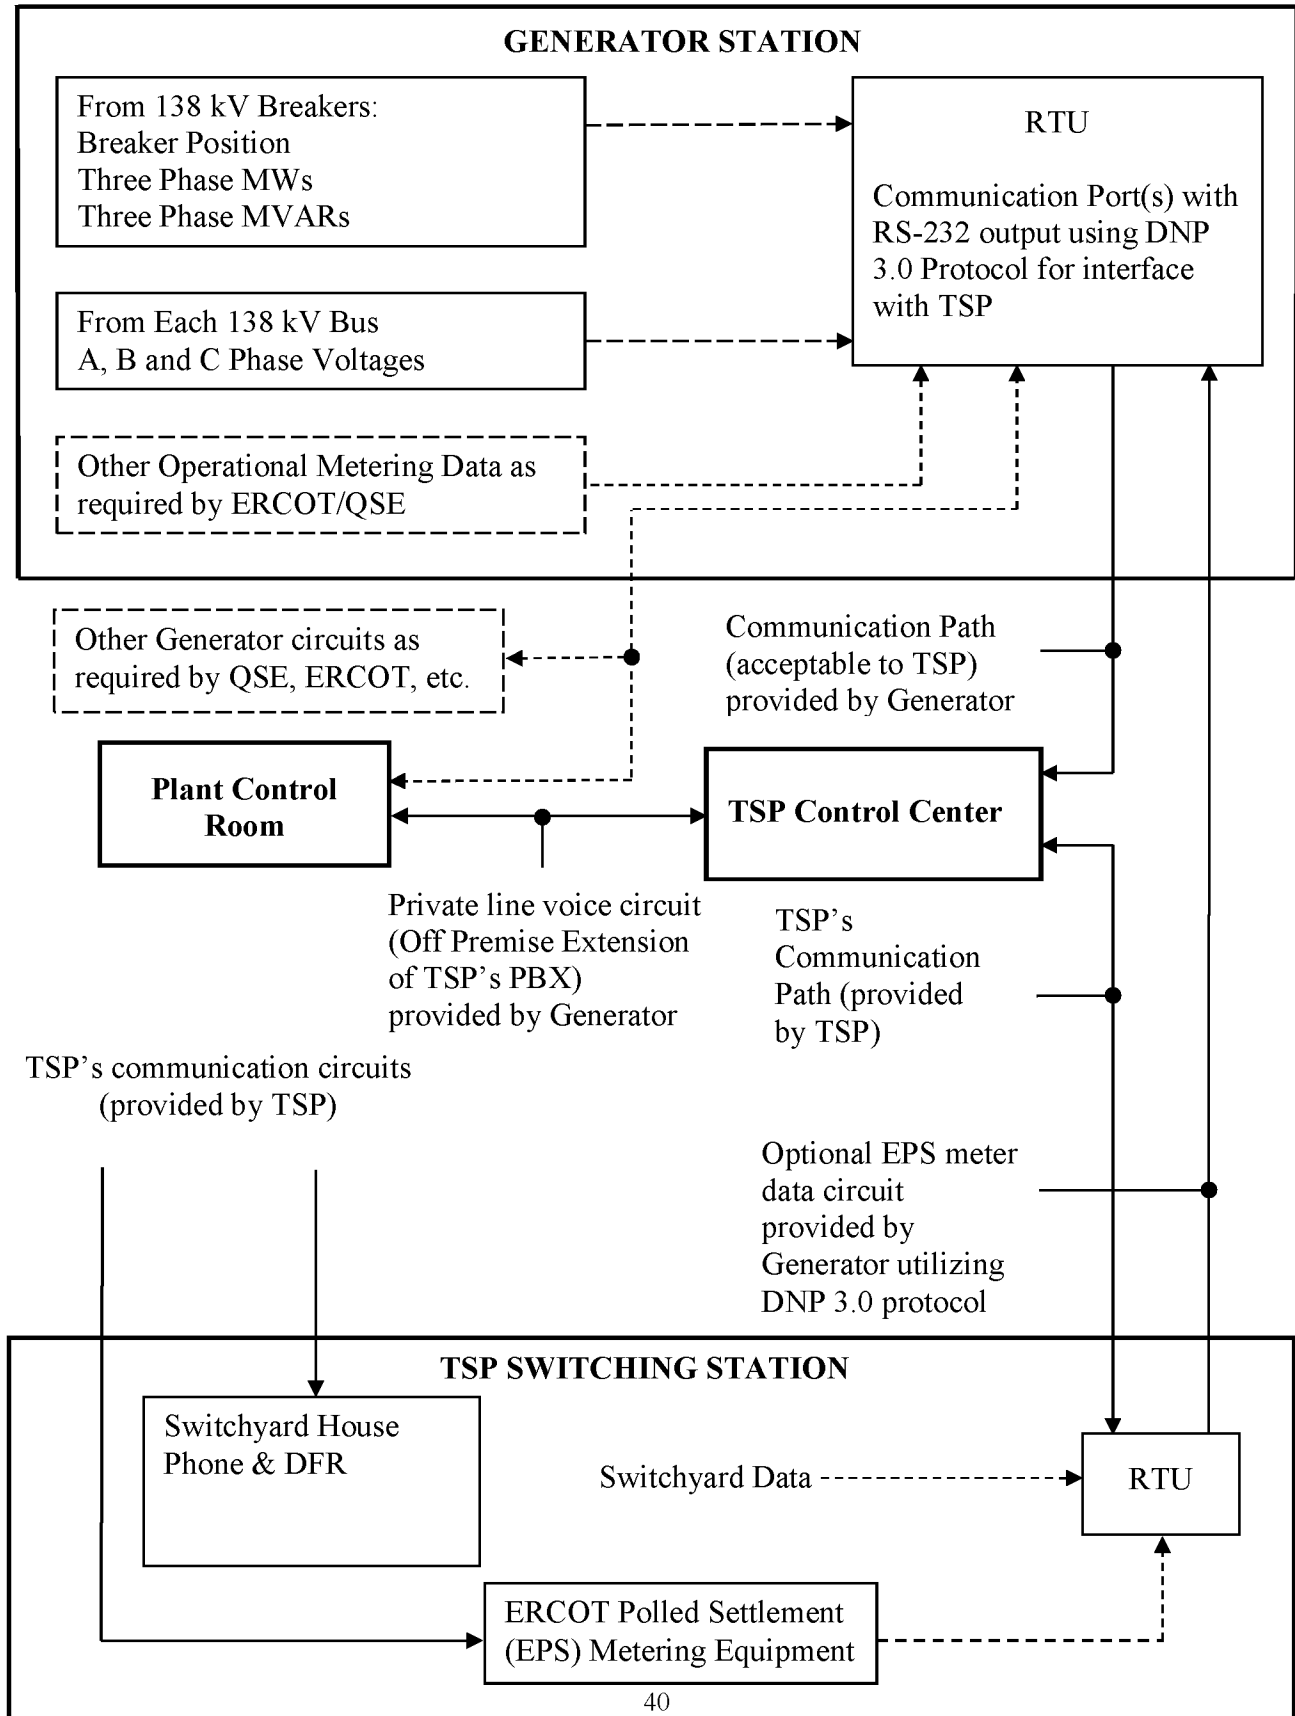 GENERATOR STATION
From 138 kV Breakers:
Breaker Position
Three Phase MWs
Three Phase MVARs
RTU
Communication Port(s) with
RS-232 output using DNP
3.0 Protocol for interface
with TSP
From Each 138 kV Bus
A, B and C Phase Voltages
Other Operational Metering Data as
required by ERCOT/QSE
Other Generator circuits as
required by QSE, ERCOT, etc.
Communication Path
(acceptable to TSP)
provided by Generator
Plant Control
Room
TSP Control Center
Private line voice circuit
(Off Premise Extension
of TSP’s PBX)
provided by Generator
TSP’s
Communication
Path (provided
by TSP)
TSP’s communication circuits
(provided by TSP)
Optional EPS meter
data circuit
provided by
Generator utilizing
DNP 3.0 protocol
TSP SWITCHING STATION
Switchyard House
Phone & DFR
Switchyard Data
RTU
ERCOT Polled Settlement
(EPS) Metering Equipment
40